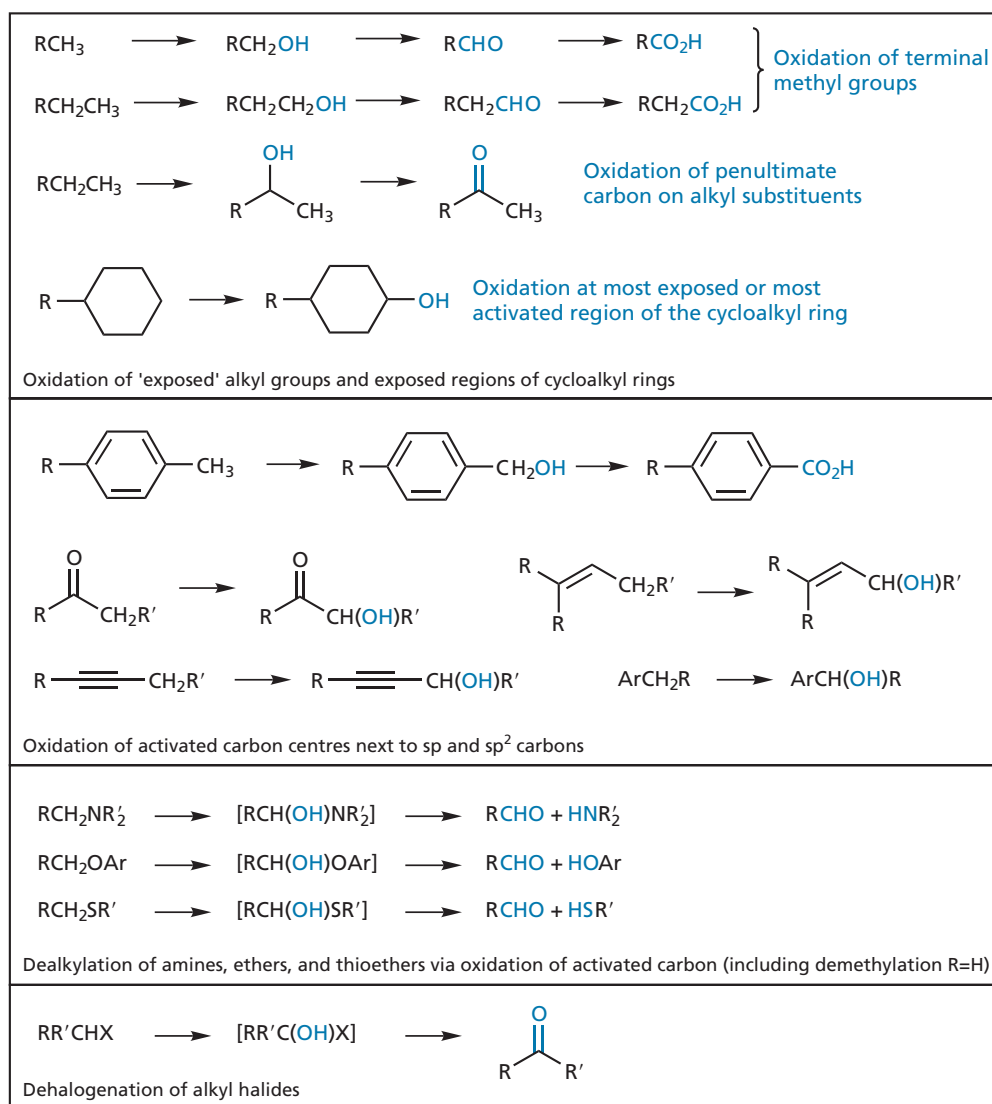 RCH₃ RCH₂OH RCHO RCO₂H
Oxidation of terminal
methyl groups
RCH₂CH₃ RCH₂CH₂OH RCH₂CHO RCH₂CO₂H
OH O
RCH₂CH₃ R CH₃ R CH₃
Oxidation of penultimate
carbon on alkyl substituents
R R OH
Oxidation at most exposed or most
activated region of the cycloalkyl ring
Oxidation of 'exposed' alkyl groups and exposed regions of cycloalkyl rings
R CH₃ R CH₂OH R CO₂H
O O
R CH₂R′ R CH(OH)R′ R R CH₂R′ R R CH(OH)R′
R CH₂R′ R CH(OH)R′ ArCH₂R ArCH(OH)R
Oxidation of activated carbon centres next to sp and sp² carbons
RCH₂NR′₂ [RCH(OH)NR′₂] RCHO + HNR′₂
RCH₂OAr [RCH(OH)OAr] RCHO + HOAr
RCH₂SR′ [RCH(OH)SR′] RCHO + HSR′
Dealkylation of amines, ethers, and thioethers via oxidation of activated carbon (including demethylation R=H)
O
RR′CHX [RR′C(OH)X] R R′
Dehalogenation of alkyl halides